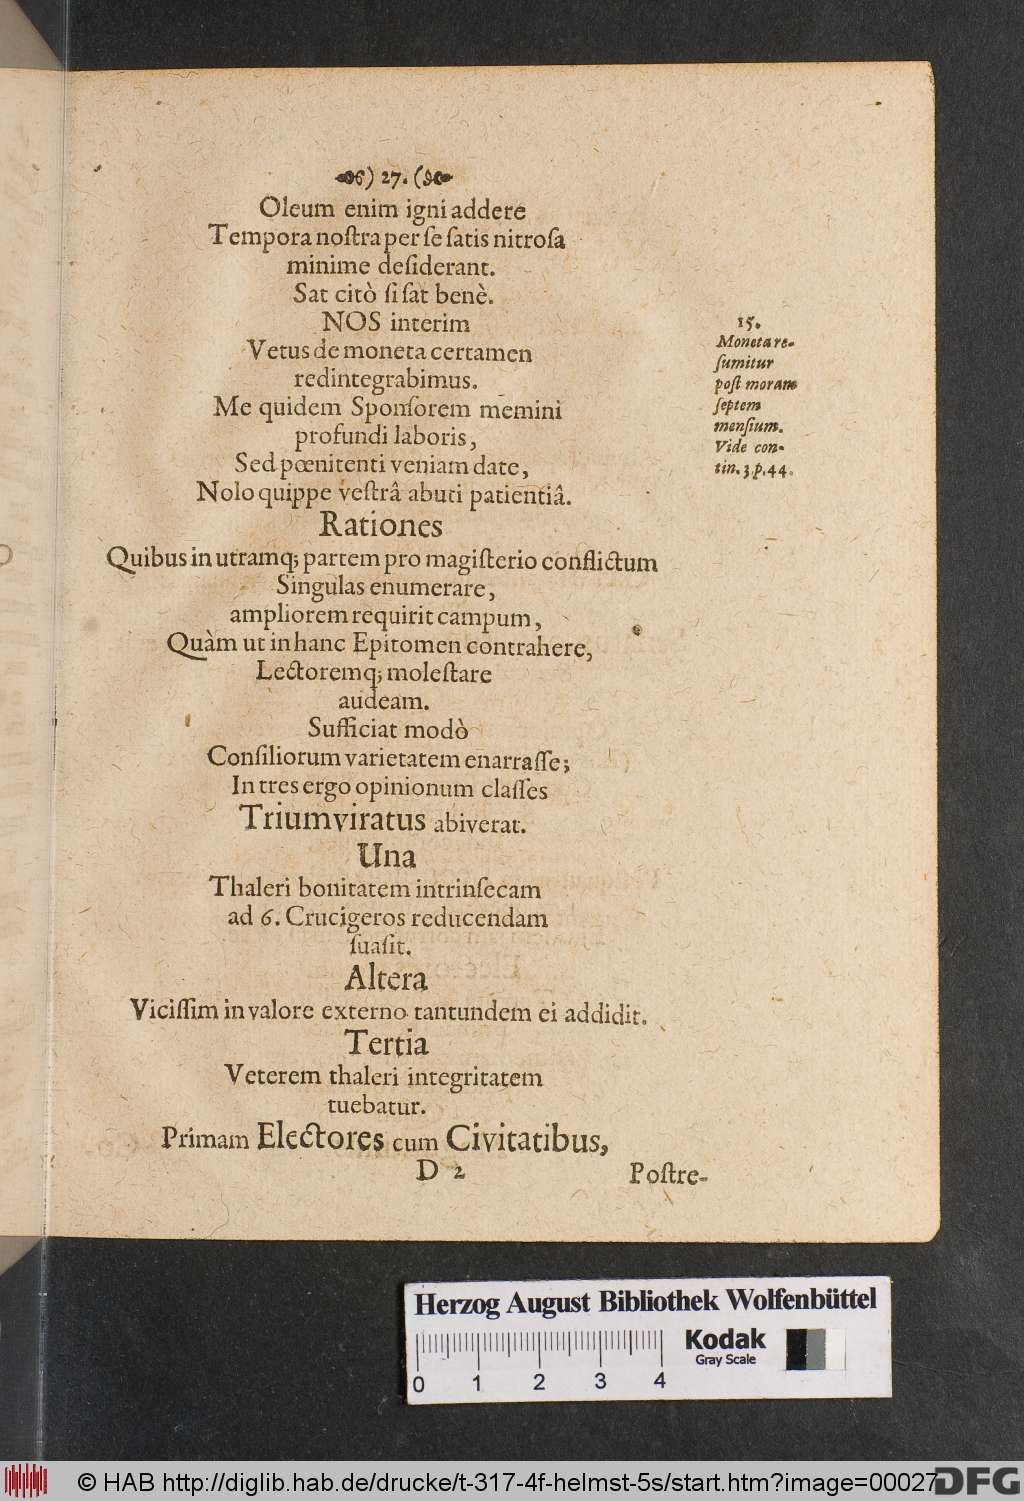 ) 27. (
Oleum enim igni addere
Tempora noſtra per ſe ſatis nitroſa
minime deſiderant.
Sat citò ſi ſat benè.
NOS interim
Vetus de moneta certamen
redintegrabimus.
Me quidem Sponſorem memini
profundi laboris,
Sed pœnitenti veniam date,
Nolo quippe veſtrâ abuti patientiâ.
Rationes
Quibus in utramq; partem pro magiſterio conflictum
Singulas enumerare,
ampliorem requirit campum,
Quàm ut in hanc Epitomen contrahere,
Lectoremq; moleſtare
audeam.
Sufficiat modò
Conſiliorum varietatem enarraſſe;
In tres ergo opinionum claſſes
Triumviratus abiverat.
Una
Thaleri bonitatem intrinſecam
ad 6. Crucigeros reducendam
ſuaſit.
Altera
Viciſſim in valore externo tantundem ei addidit.
Tertia
Veterem thaleri integritatem
tuebatur.
Primam Electores cum Civitatibus,
D 2 Poſtre-
15.
Moneta re-
ſumitur
poſt moram
ſeptem
menſium.
Vide con-
tin. 3. p. 44.
Herzog August Bibliothek Wolfenbüttel
Kodak
Gray Scale
0 1 2 3 4
© HAB http://diglib.hab.de/drucke/t-317-4f-helmst-5s/start.htm?image=00027
DFG